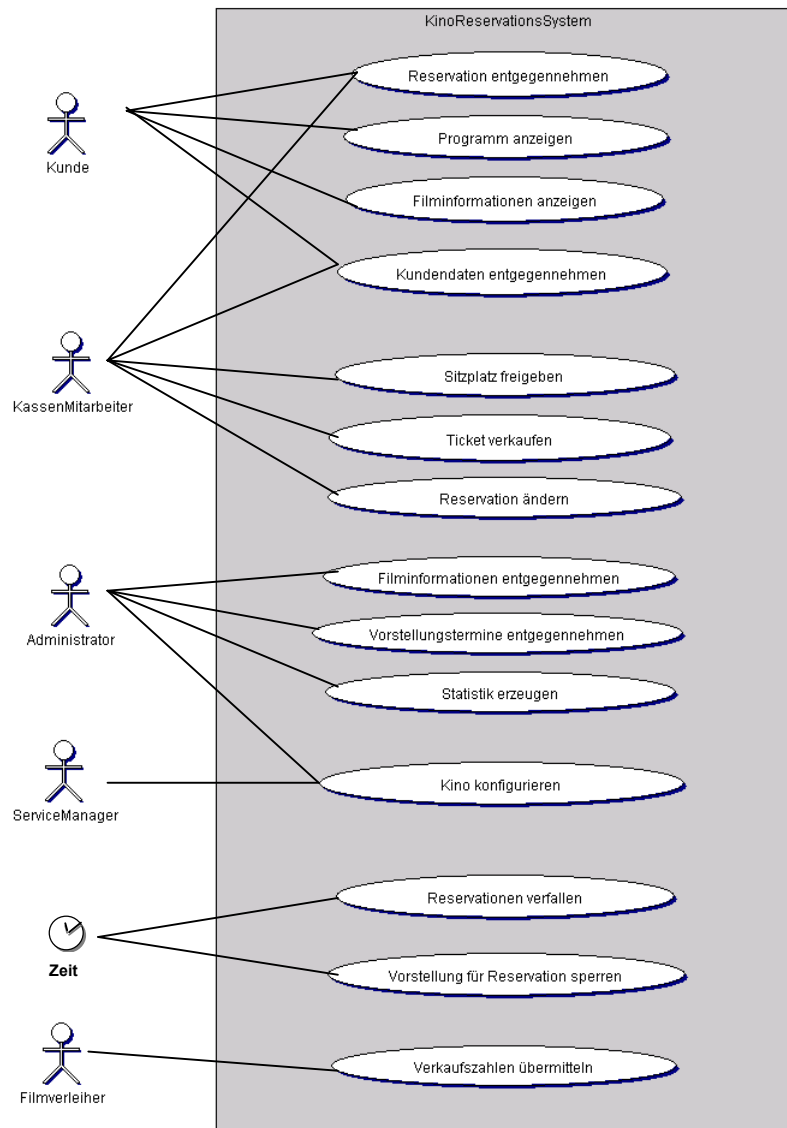 KinoReservationsSystem
Reservation entgegennehmen
Programm anzeigen
Kunde
Filminformationen anzeigen
Kundendaten entgegennehmen
Sitzplatz freigeben
KassenMitarbeiter
Ticket verkaufen
Reservation ändern
Filminformationen entgegennehmen
Vorstellungstermine entgegennehmen
Administrator
Statistik erzeugen
Kino konfigurieren
ServiceManager
Reservationen verfallen
Zeit
Vorstellung für Reservation sperren
Verkaufszahlen übermitteln
Filmverleiher